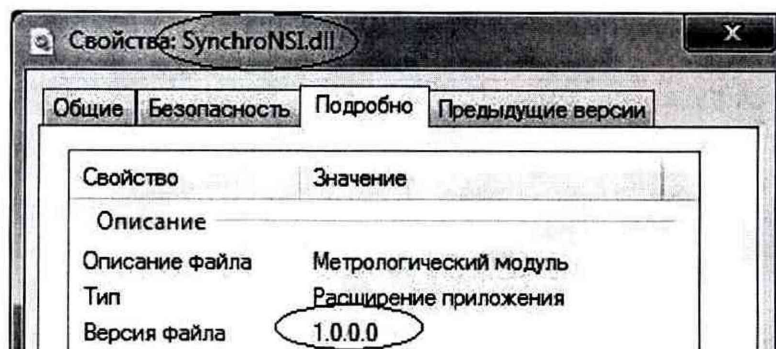 Свойства: SynchroNSI.dll
Общие Безопасность Подробно Предыдущие версии
Свойство Значение
Описание
Описание файла Метрологический модуль
Тип Расширение приложения
Версия файла 1.0.0.0